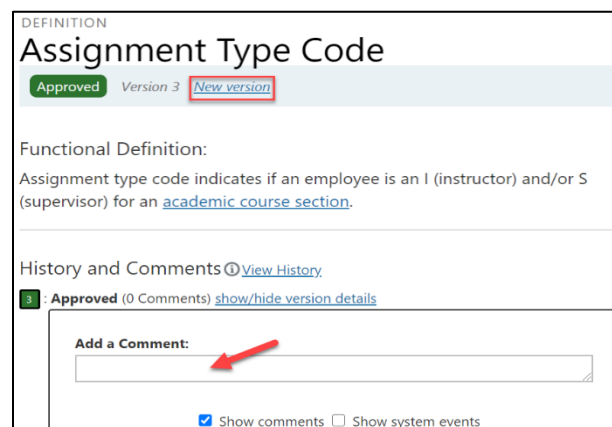 DEFINITION
Assignment Type Code
Approved Version 3 New version
Functional Definition:
Assignment type code indicates if an employee is an I (instructor) and/or S
(supervisor) for an academic course section.
History and Comments View History
3 : Approved (0 Comments) show/hide version details
Add a Comment:
Show comments Show system events